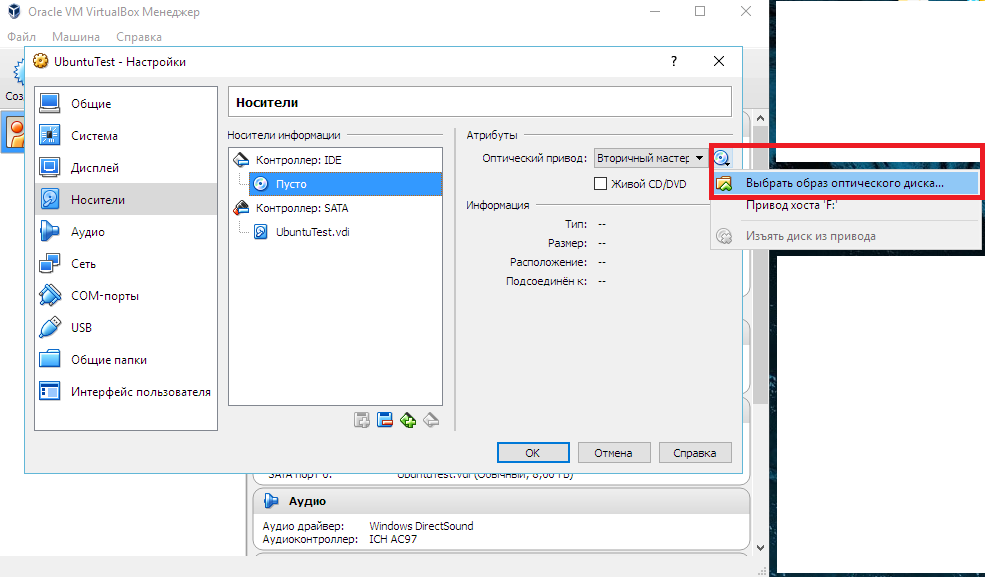 Oracle VM VirtualBox Менеджер
Файл Машина Справка
UbuntuTest - Настройки
?
Соз
Общие
Система
Дисплей
Носители
Аудио
Сеть
COM-порты
USB
Общие папки
Интерфейс пользователя
Носители
Носители информации
Контроллер: IDE
Пусто
Контроллер: SATA
UbuntuTest.vdi
Атрибуты
Оптический привод: Вторичный мастер
Живой CD/DVD
Информация
Тип: --
Размер: --
Расположение: --
Подсоединён к: --
Выбрать образ оптического диска...
Привод хоста 'F:'
Изъять диск из привода
OK Отмена Справка
SATA порт 0: UbuntuTest.vdi (Обычный, 8,00 ГБ)
Аудио
Аудио драйвер: Windows DirectSound
Аудиоконтроллер: ICH AC97